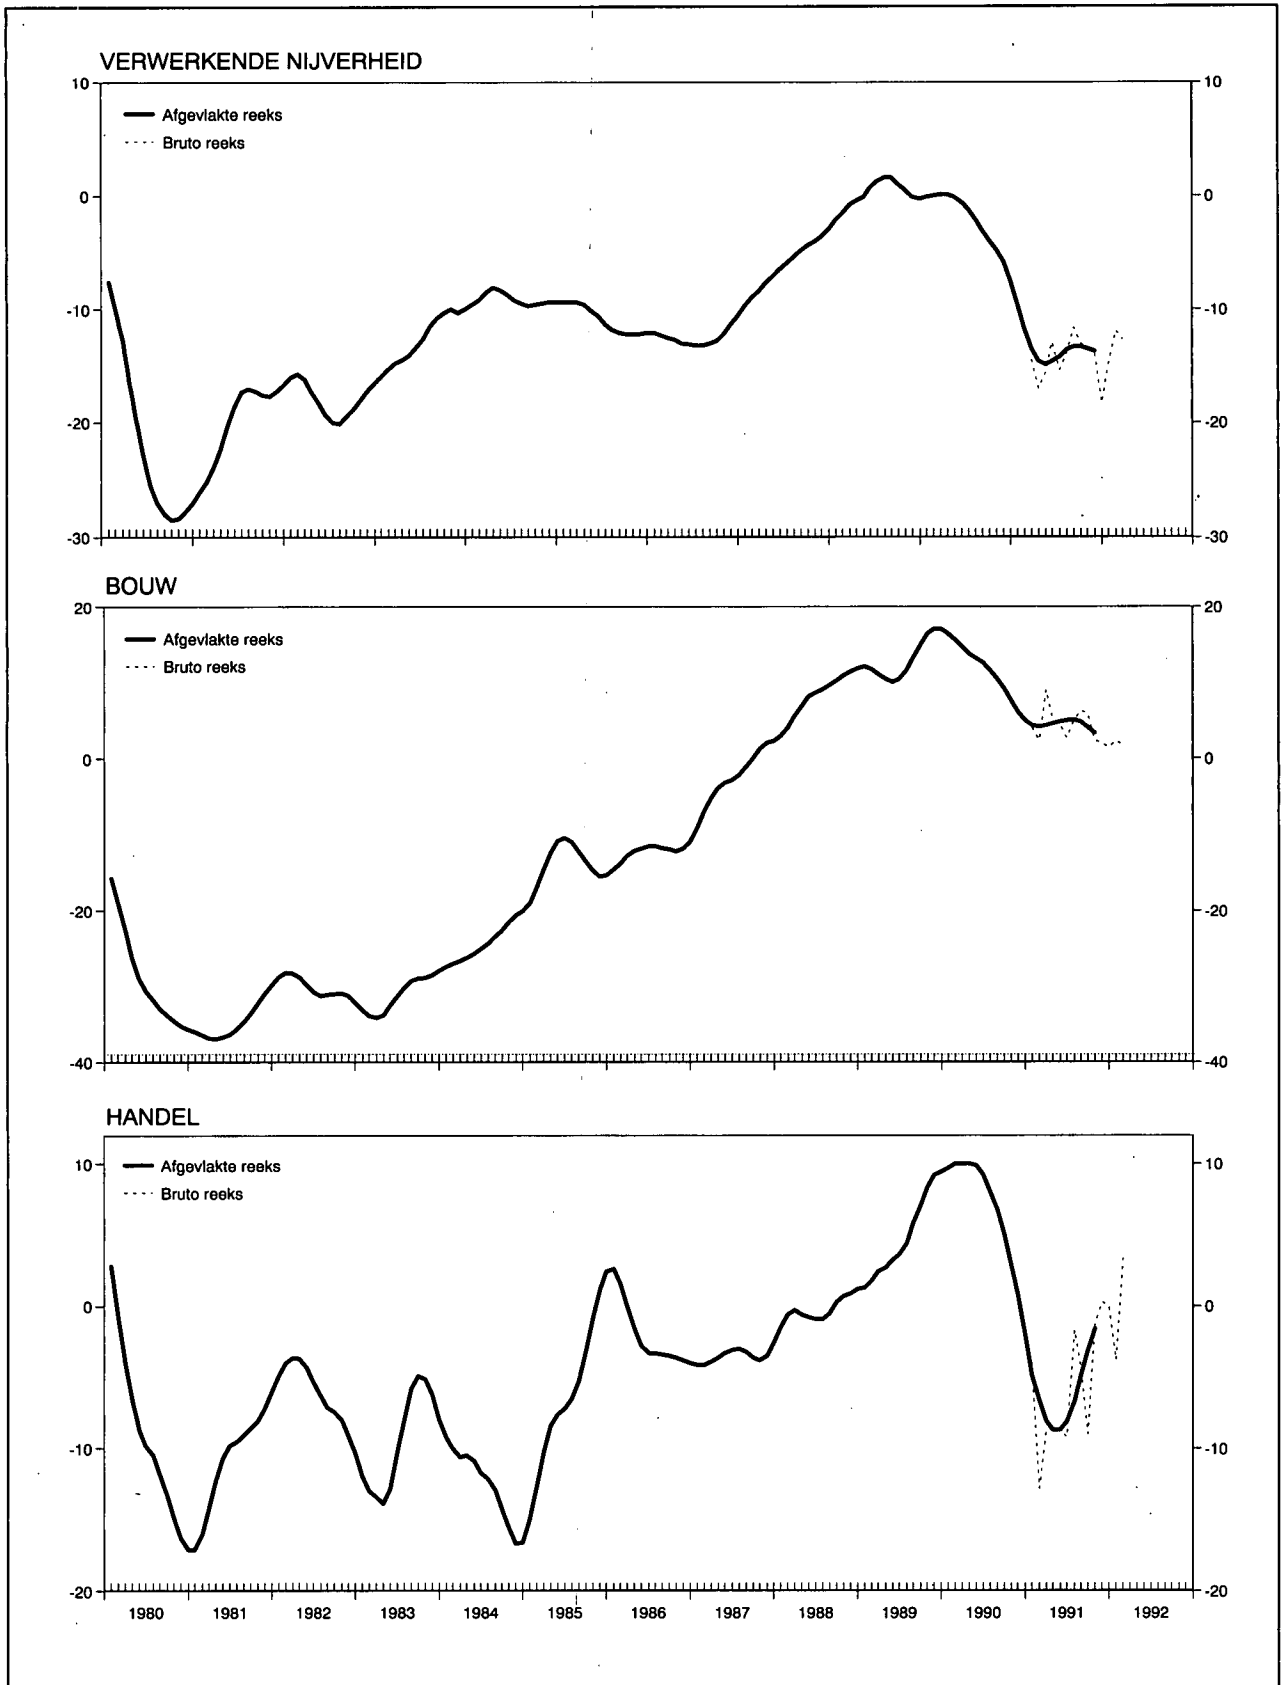 VERWERKENDE NIJVERHEID
10
10
Afgevlakte reeks
Bruto reeks
0
0
-10
-10
-20
-20
-30
-30
BOUW
20
20
Afgevlakte reeks
Bruto reeks
0
0
-20
-20
-40
-40
HANDEL
10
10
Afgevlakte reeks
Bruto reeks
0
0
-10
-10
-20
-20
1980 1981 1982 1983 1984 1985 1986 1987 1988 1989 1990 1991 1992